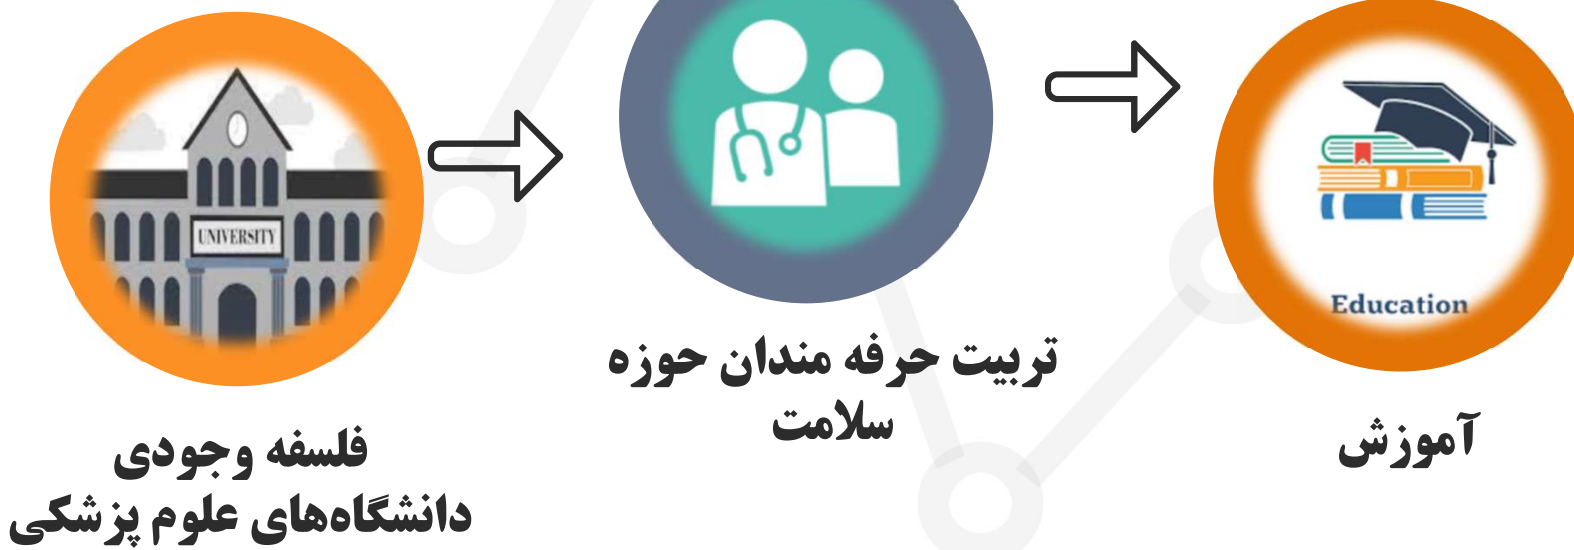 UNIVERSITY
فلسفه وجودی
دانشگاه‌های علوم پزشکی
تربیت حرفه مندان حوزه
سلامت
Education
آموزش